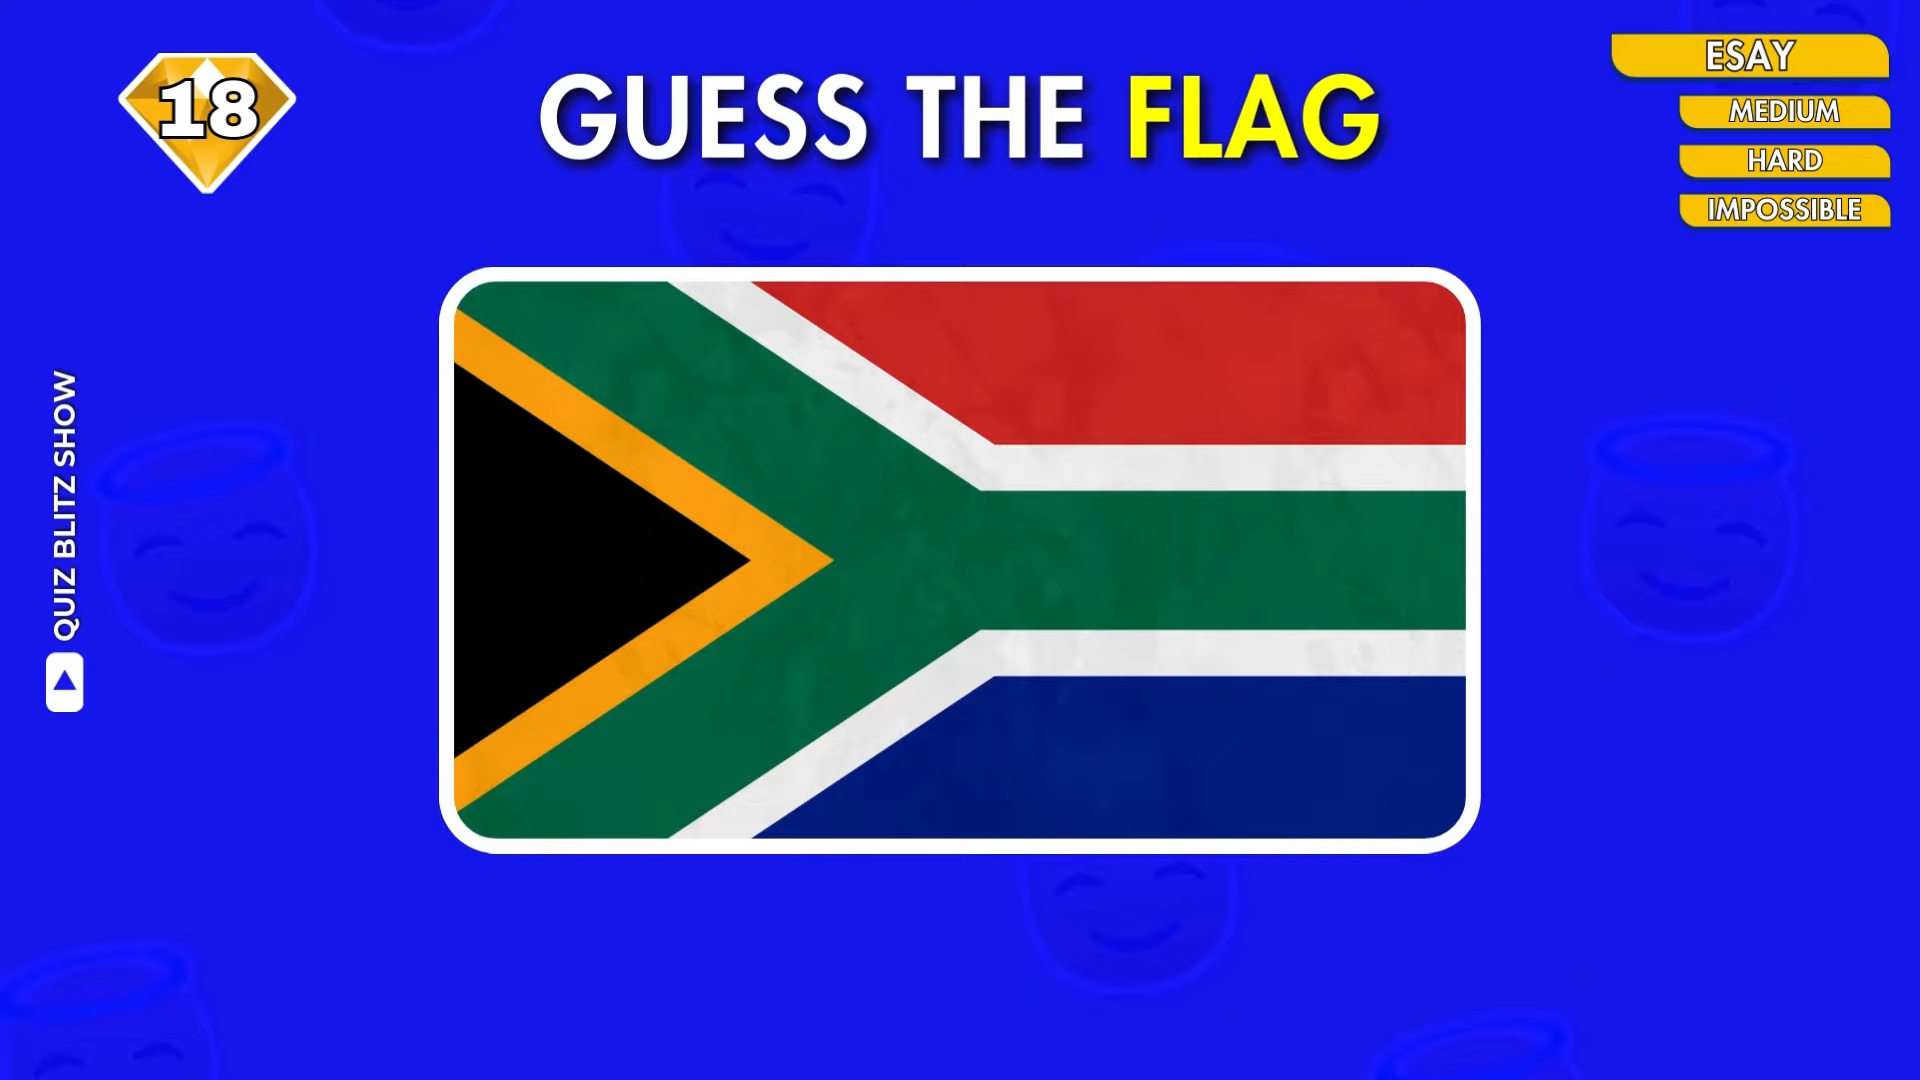 18
GUESS THE FLAG
ESAY
MEDIUM
HARD
IMPOSSIBLE
QUIZ BLITZ SHOW